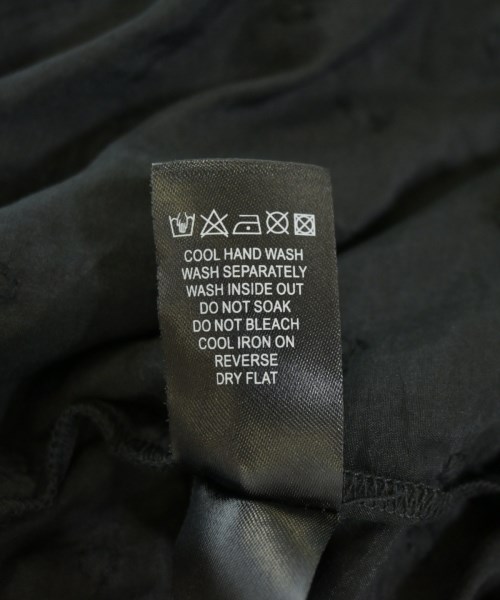 COOL HAND WASH
WASH SEPARATELY
WASH INSIDE OUT
DO NOT SOAK
DO NOT BLEACH
COOL IRON ON
REVERSE
DRY FLAT